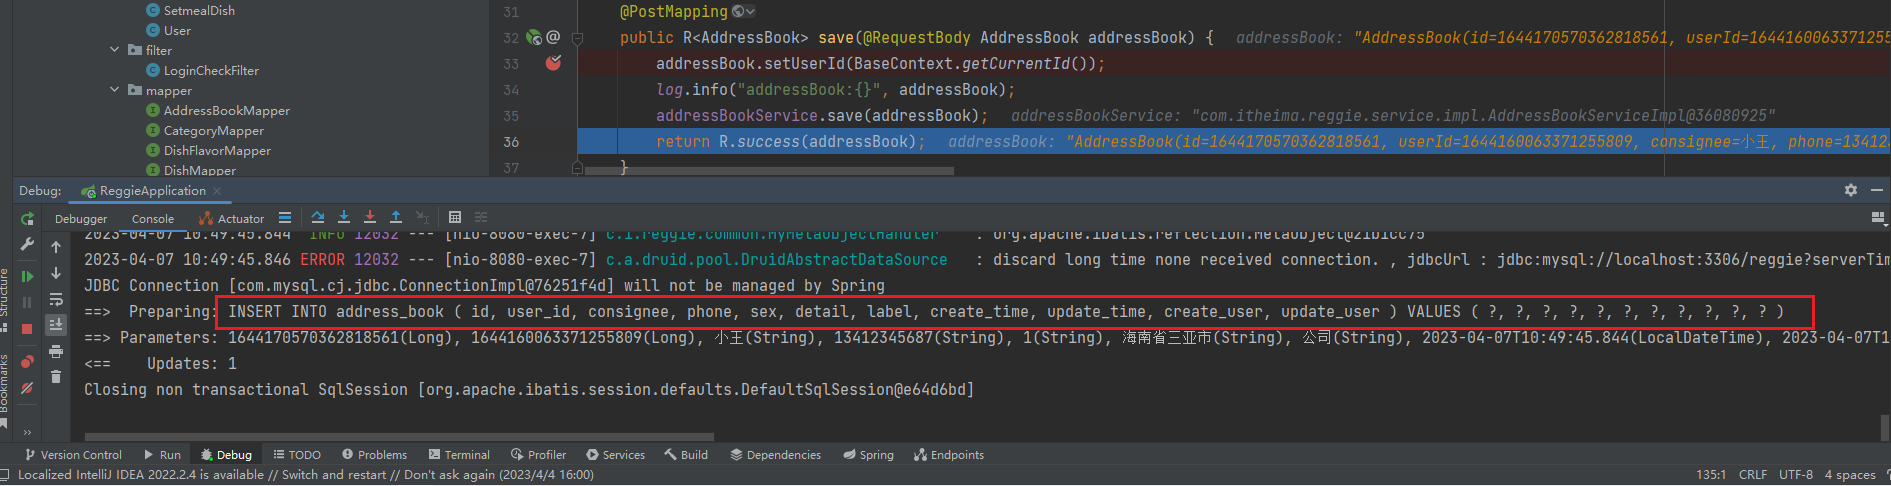 SetmealDish
User
filter
LoginCheckFilter
mapper
AddressBookMapper
CategoryMapper
DishFlavorMapper
DishMapper
31 @PostMapping
32 @ public R<AddressBook> save(@RequestBody AddressBook addressBook) { addressBook: "AddressBook(id=1644170570362818561, userId=16441600633712558
33 addressBook.setUserId(BaseContext.getCurrentId());
34 log.info("addressBook:{}", addressBook);
35 addressBookService.save(addressBook); addressBookService: "com.itheima.reggie.service.impl.AddressBookServiceImpl@36080925"
36 return R.success(addressBook); addressBook: "AddressBook(id=1644170570362818561, userId=1644160063371255809, consignee=小王, phone=13412
37 }
Debug: ReggieApplication
Debugger Console Actuator
2023-04-07 10:49:45.844 INFO 12032 --- [nio-8080-exec-7] c.i.reggie.common.MyMetaObjectHandler : org.apache.ibatis.reflection.MetaObject@21b1cc75
2023-04-07 10:49:45.846 ERROR 12032 --- [nio-8080-exec-7] c.a.druid.pool.DruidAbstractDataSource : discard long time none received connection. , jdbcUrl : jdbc:mysql://localhost:3306/reggie?serverTim
JDBC Connection [com.mysql.cj.jdbc.ConnectionImpl@76251f4d] will not be managed by Spring
==> Preparing: INSERT INTO address_book ( id, user_id, consignee, phone, sex, detail, label, create_time, update_time, create_user, update_user ) VALUES ( ?, ?, ?, ?, ?, ?, ?, ?, ?, ?, ? )
==> Parameters: 1644170570362818561(Long), 1644160063371255809(Long), 小王(String), 13412345687(String), 1(String), 海南省三亚市(String), 公司(String), 2023-04-07T10:49:45.844(LocalDateTime), 2023-04-07T1
<== Updates: 1
Closing non transactional SqlSession [org.apache.ibatis.session.defaults.DefaultSqlSession@e64d6bd]
Structure
Bookmarks
Version Control Run Debug TODO Problems Terminal Profiler Services Build Dependencies Spring Endpoints
Localized IntelliJ IDEA 2022.2.4 is available // Switch and restart // Don't ask again (2023/4/4 16:00) 135:1 CRLF UTF-8 4 spaces